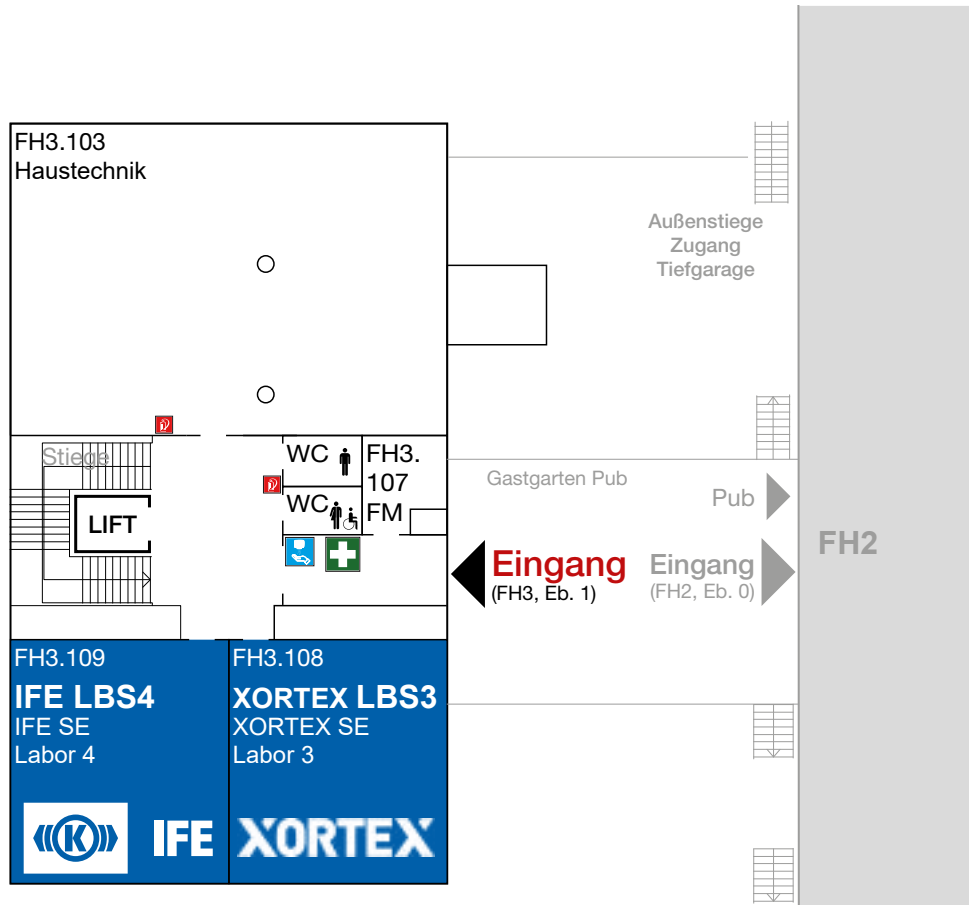 FH3.103
Haustechnik
Außenstiege
Zugang
Tiefgarage
Stiege
WC
FH3.
107
FM
WC
LIFT
Gastgarten Pub
Pub
Eingang
(FH3, Eb. 1)
Eingang
(FH2, Eb. 0)
FH2
FH3.109
IFE LBS4
IFE SE
Labor 4
K
IFE
FH3.108
XORTEX LBS3
XORTEX SE
Labor 3
XORTEX